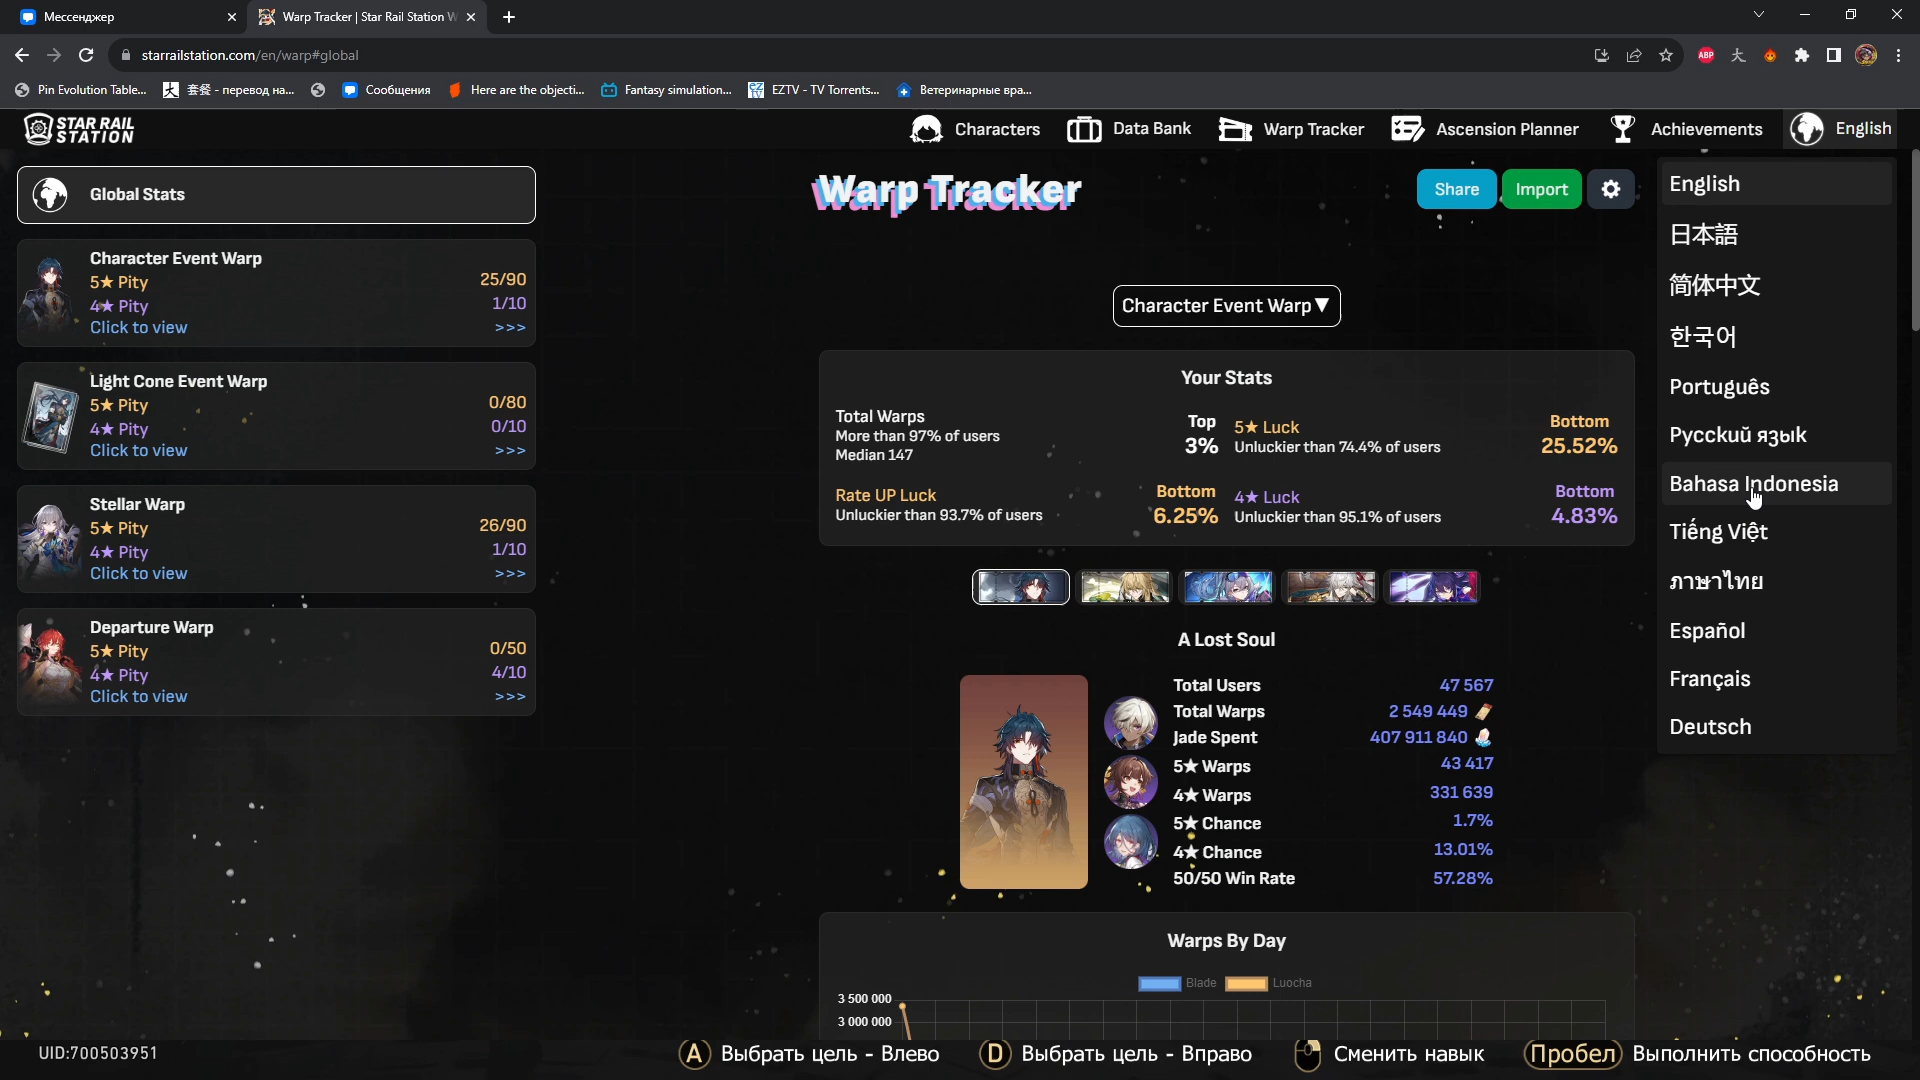 Мессенджер
Warp Tracker | Star Rail Station W
starrailstation.com/en/warp#global
Pin Evolution Table...
套餐 - перевод на...
Сообщения
Here are the objecti...
Fantasy simulation...
EZTV - TV Torrents...
Ветеринарные вра...
ABP
STAR RAIL
STATION
Characters
Data Bank
Warp Tracker
Ascension Planner
Achievements
English
Global Stats
Character Event Warp
5★ Pity 25/90
4★ Pity 1/10
Click to view >>>
Light Cone Event Warp
5★ Pity 0/80
4★ Pity 0/10
Click to view >>>
Stellar Warp
5★ Pity 26/90
4★ Pity 1/10
Click to view >>>
Departure Warp
5★ Pity 0/50
4★ Pity 4/10
Click to view >>>
Warp Tracker
Share
Import
Character Event Warp ▼
Your Stats
Total Warps
More than 97% of users
Median 147
Top
3%
5★ Luck
Unluckier than 74.4% of users
Bottom
25.52%
Rate UP Luck
Unluckier than 93.7% of users
Bottom
6.25%
4★ Luck
Unluckier than 95.1% of users
Bottom
4.83%
A Lost Soul
Total Users 47 567
Total Warps 2 549 449
Jade Spent 407 911 840
5★ Warps 43 417
4★ Warps 331 639
5★ Chance 1.7%
4★ Chance 13.01%
50/50 Win Rate 57.28%
Warps By Day
Blade
Luocha
3 500 000
3 000 000
English
日本語
简体中文
한국어
Português
Русский язык
Bahasa Indonesia
Tiếng Việt
ภาษาไทย
Español
Français
Deutsch
UID:700503951
A Выбрать цель - Влево
D Выбрать цель - Вправо
Сменить навык
Пробел Выполнить способность